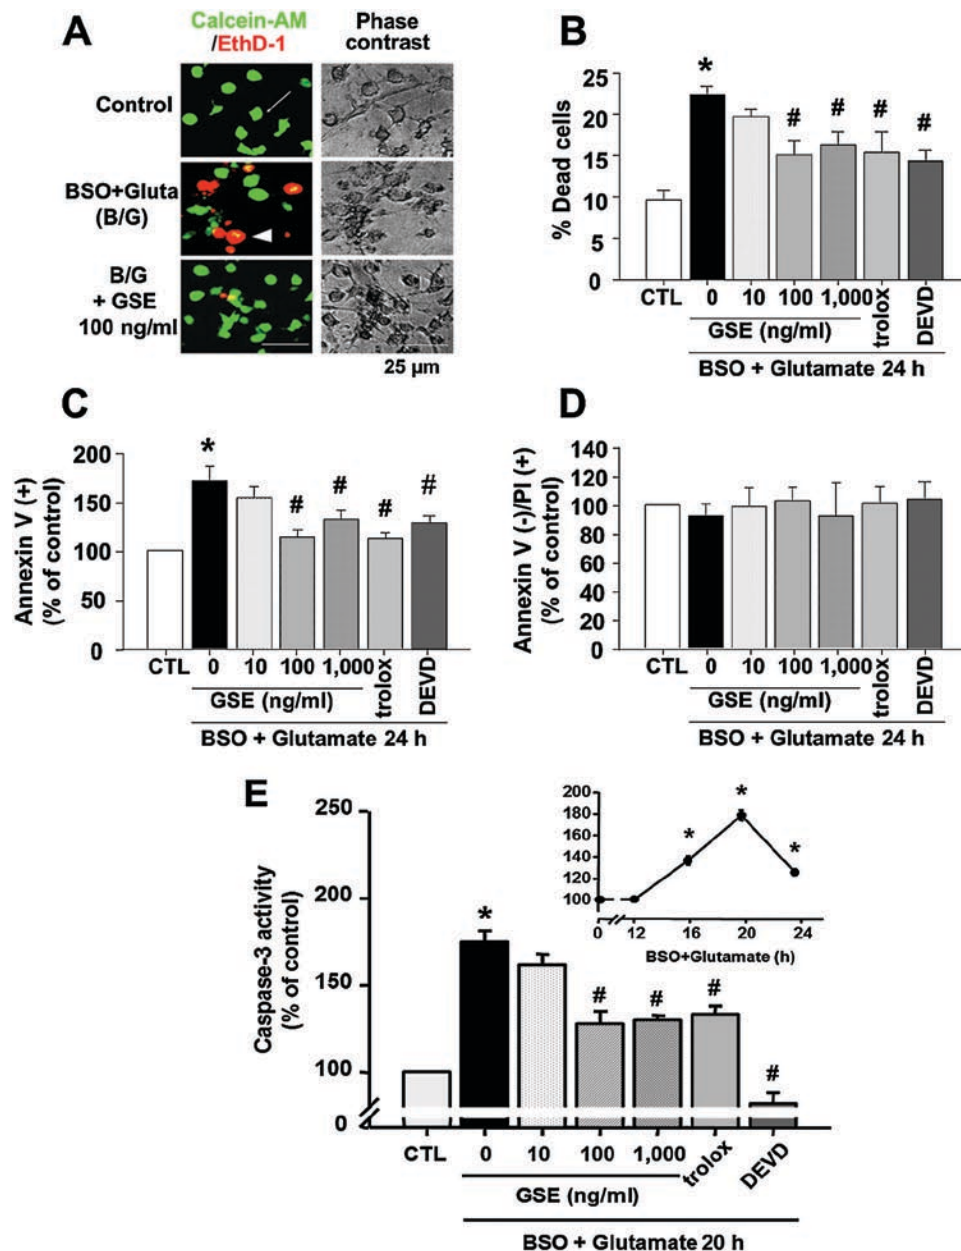 A
Calcein-AM
/EthD-1
Phase
contrast
Control
BSO+Gluta
(B/G)
B/G
+ GSE
100 ng/ml
25 µm
B
% Dead cells
25
20
15
10
5
0
*
#
#
#
#
CTL
0
10
100
1,000
trolox
DEVD
GSE (ng/ml)
BSO + Glutamate 24 h
C
Annexin V (+)
(% of control)
200
150
100
50
0
*
#
#
#
#
CTL
0
10
100
1,000
trolox
DEVD
GSE (ng/ml)
BSO + Glutamate 24 h
D
Annexin V (-)/PI (+)
(% of control)
140
120
100
80
60
40
20
0
CTL
0
10
100
1,000
trolox
DEVD
GSE (ng/ml)
BSO + Glutamate 24 h
E
Caspase-3 activity
(% of control)
250
200
150
100
0
*
#
#
#
#
CTL
0
10
100
1,000
trolox
DEVD
GSE (ng/ml)
BSO + Glutamate 20 h
200
180
160
140
120
100
*
*
*
0
12
16
20
24
BSO+Glutamate (h)